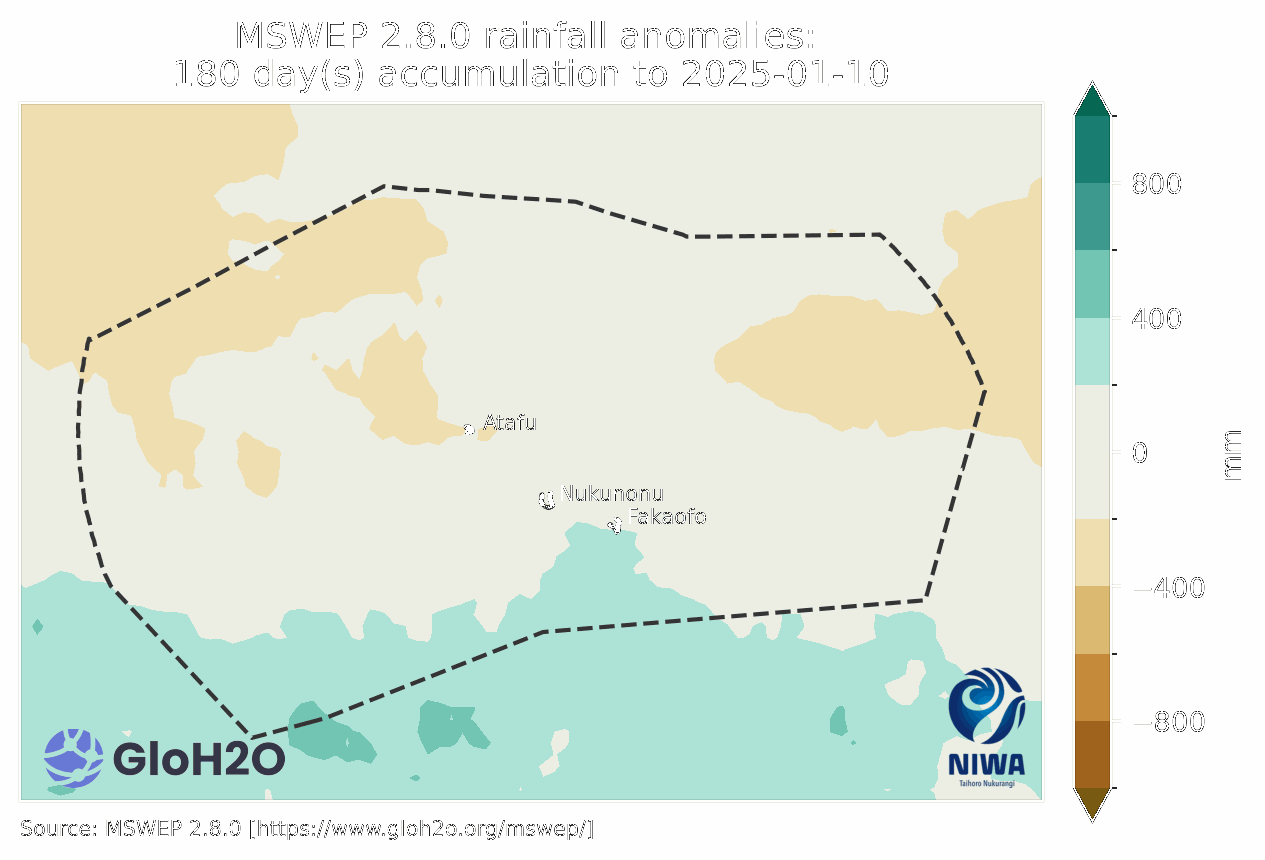 MSWEP 2.8.0 rainfall anomalies:
180 day(s) accumulation to 2025-01-10
800
400
0
−400
−800
mm
Atafu
Nukunonu
Fakaofo
GloH2O
NIWA
Taihoro Nukurangi
Source: MSWEP 2.8.0 [https://www.gloh2o.org/mswep/]